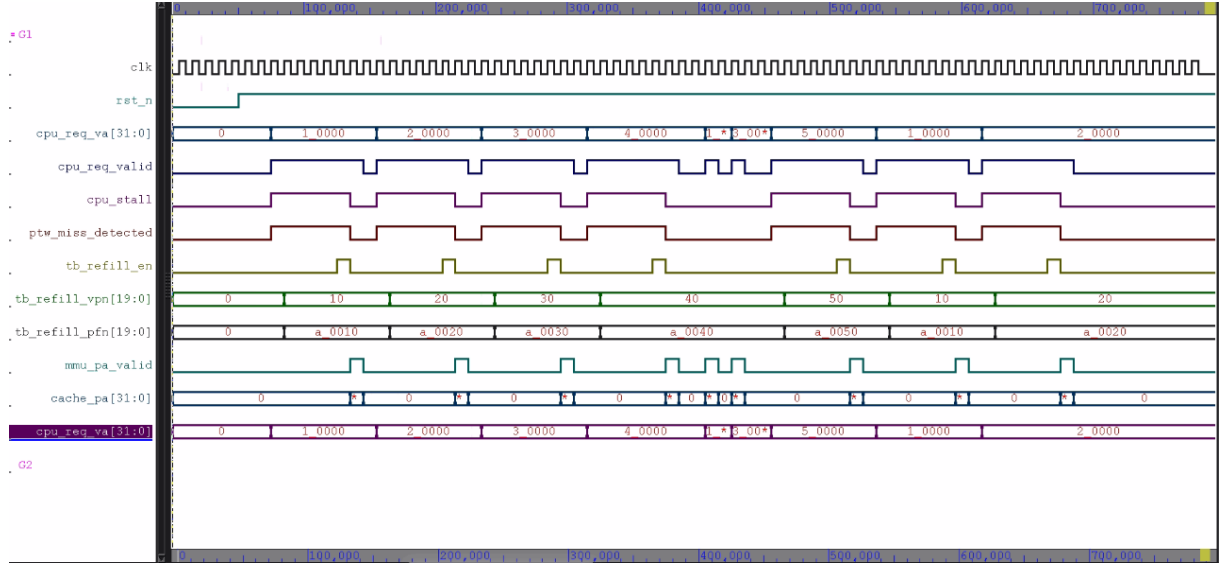 0 100,000 200,000 300,000 400,000 500,000 600,000 700,000
G1
clk
rst_n
cpu_req_va[31:0] 0 1_0000 2_0000 3_0000 4_0000 1_* 3_00* 5_0000 1_0000 2_0000
cpu_req_valid
cpu_stall
ptw_miss_detected
tb_refill_en
tb_refill_vpn[19:0] 0 10 20 30 40 50 10 20
tb_refill_pfn[19:0] 0 a_0010 a_0020 a_0030 a_0040 a_0050 a_0010 a_0020
mmu_pa_valid
cache_pa[31:0] 0 * 0 * 0 * 0 * 0 * 0 * 0 * 0 * 0 * 0
cpu_req_va[31:0] 0 1_0000 2_0000 3_0000 4_0000 1_* 3_00* 5_0000 1_0000 2_0000
G2
0 100,000 200,000 300,000 400,000 500,000 600,000 700,000